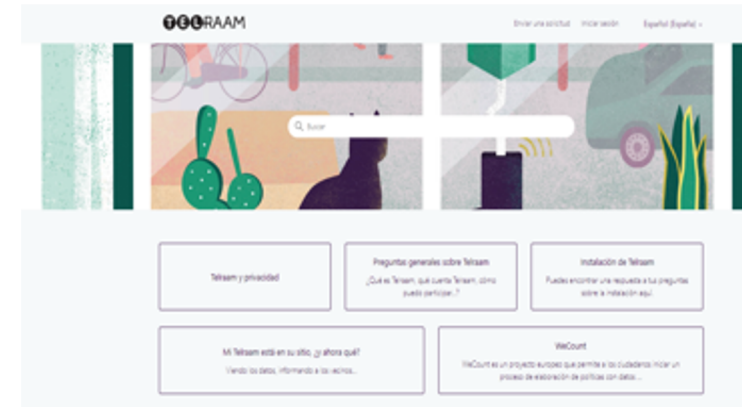 TELRAAM
Enviar una solicitud Iniciar sesión Español (España)
Buscar
Telraam y privacidad
Preguntas generales sobre Telraam
¿Qué es Telraam, qué cuenta Telraam, cómo
puedo participar...?
Instalación de Telraam
Puedes encontrar una respuesta a tus preguntas
sobre la instalación aquí.
Mi Telraam está en su sitio, ¿y ahora qué?
Viendo los datos, informando a los vecinos...
WeCount
WeCount es un proyecto europeo que permite a los ciudadanos iniciar un
proceso de elaboración de políticas con datos ...